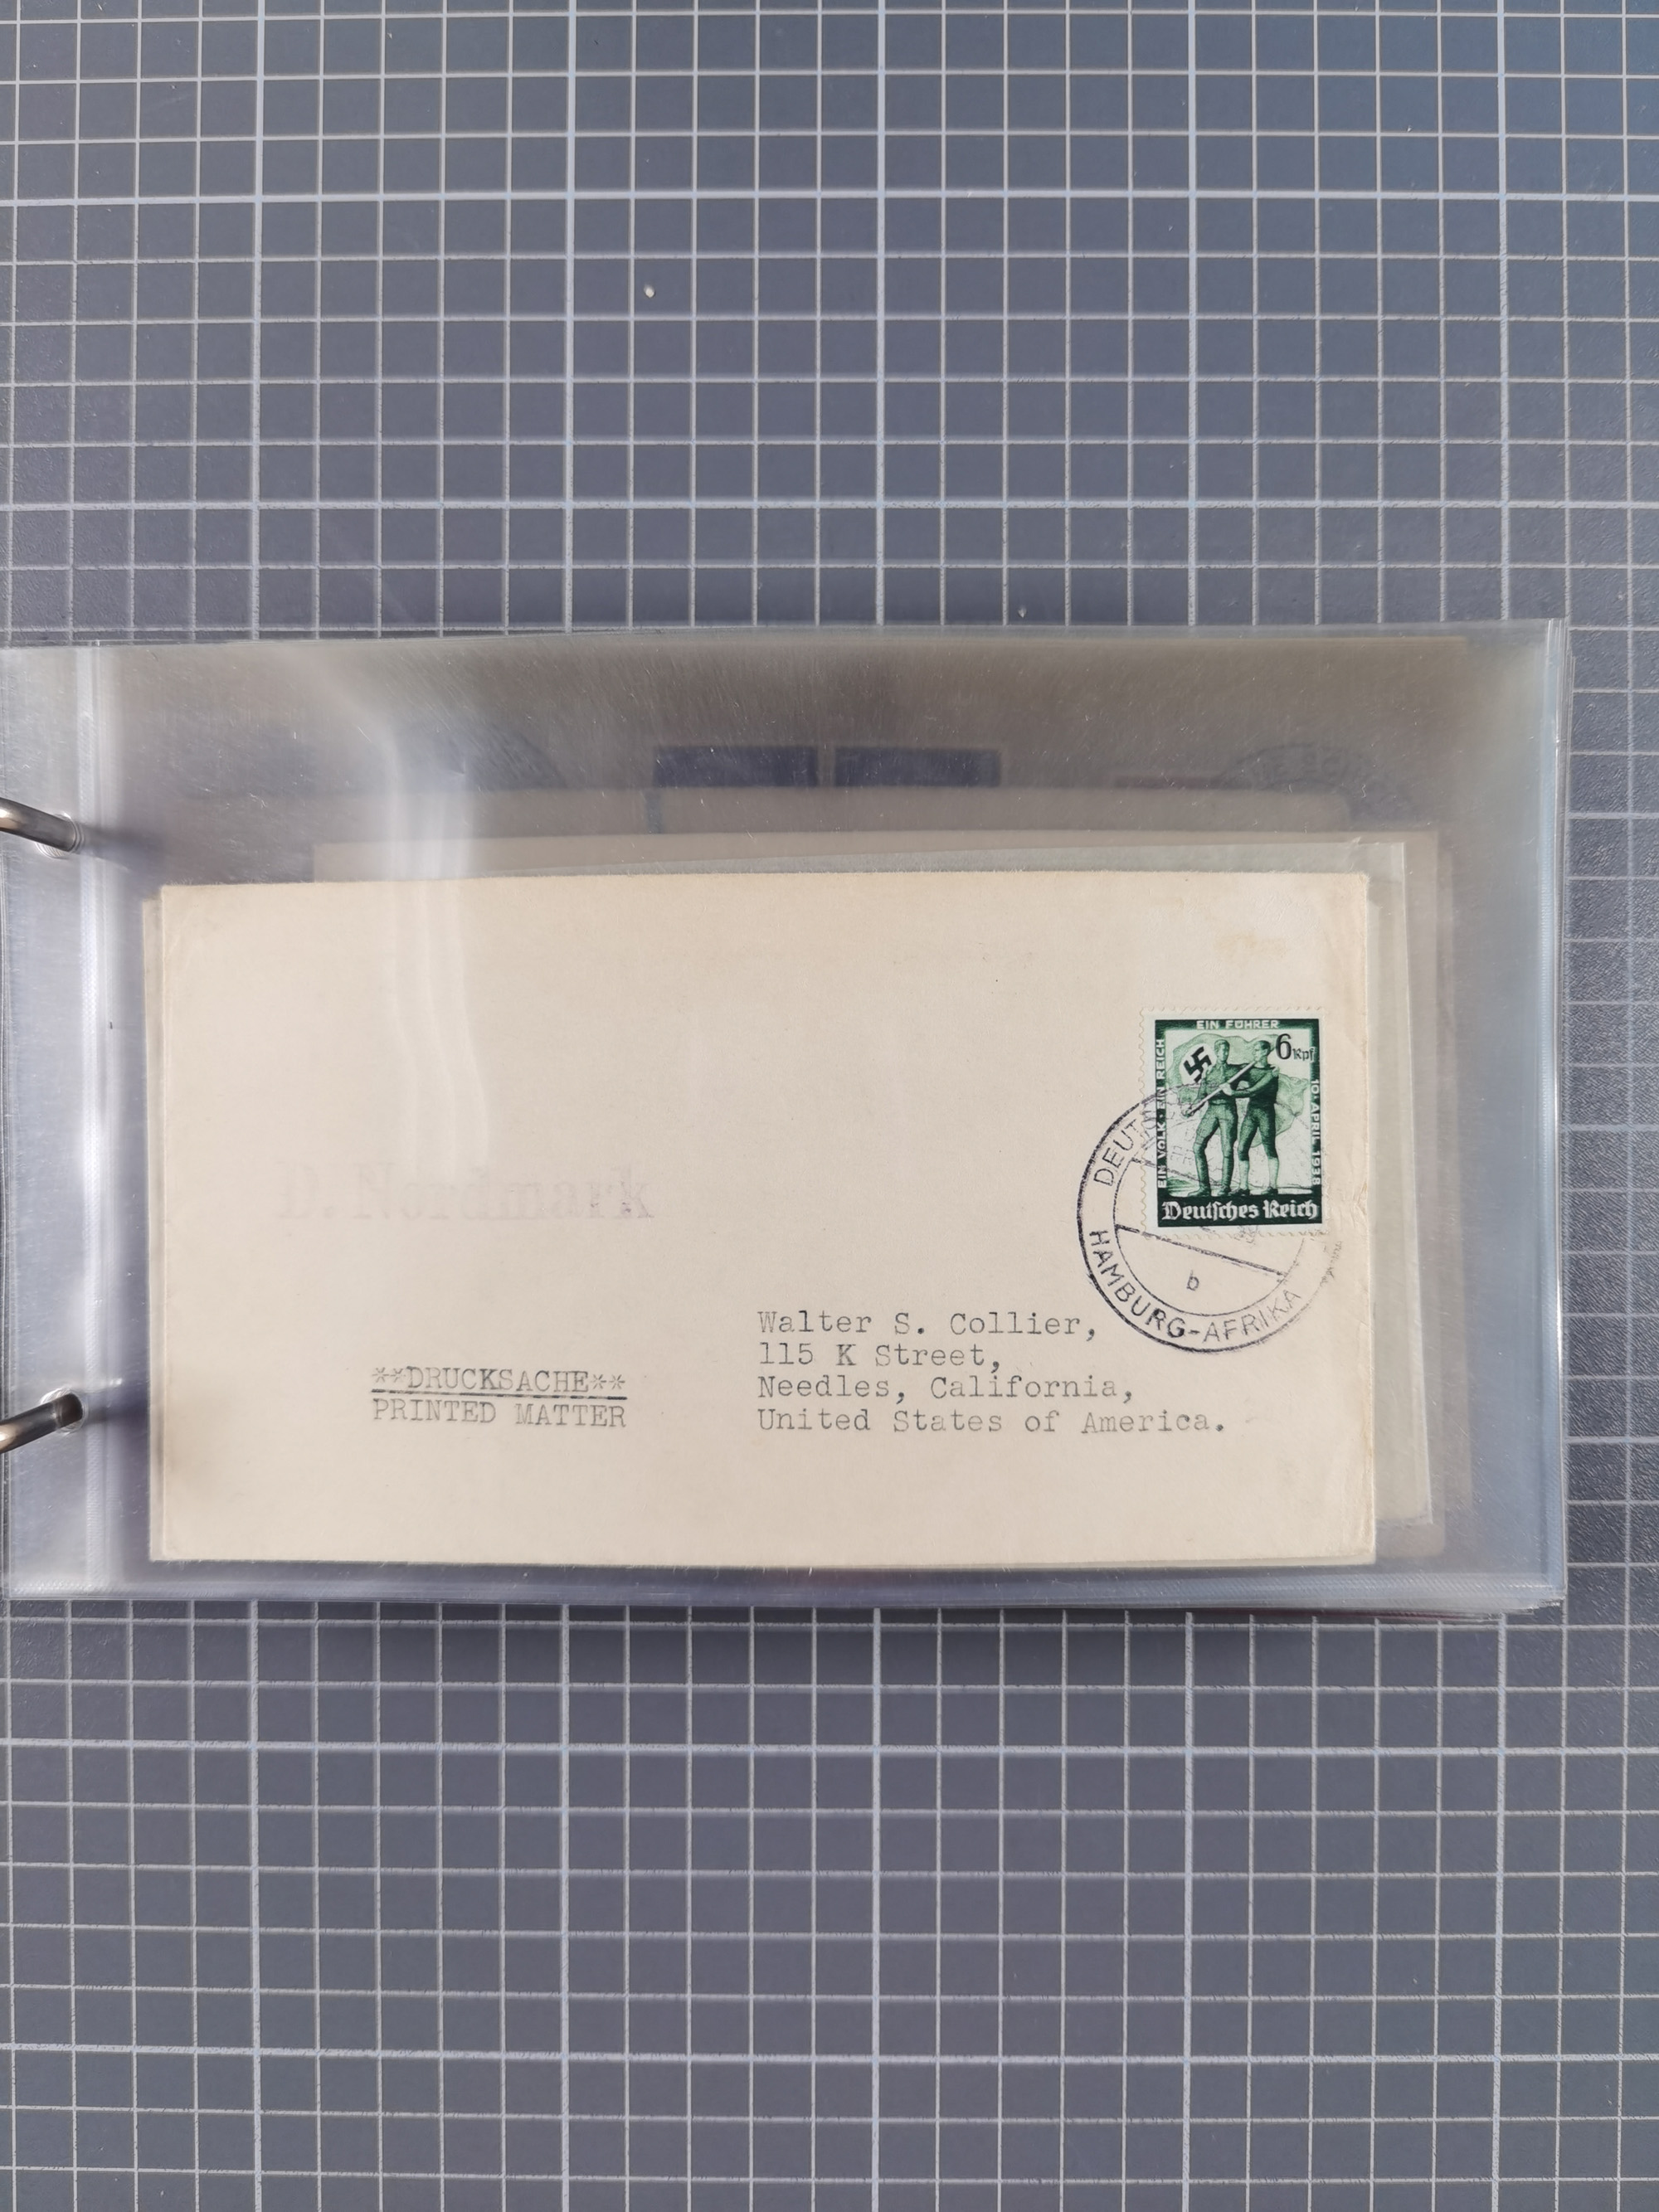 EIN FÜHRER
EIN VOLK · EIN REICH
6 Rpf
10. APRIL 1938
Deutsches Reich
HAMBURG-AFRIKA
b
D. Nordmark
Walter S. Collier,
115 K Street,
Needles, California,
United States of America.
**DRUCKSACHE**
PRINTED MATTER